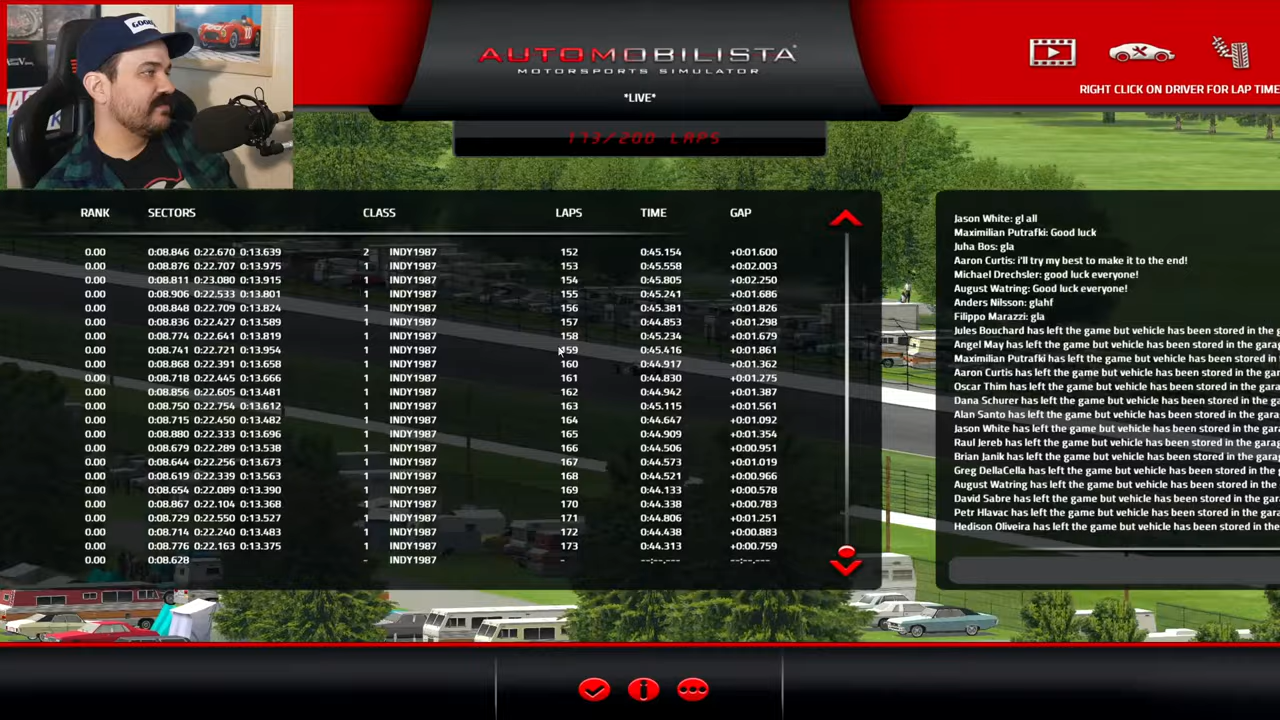 GOODY
AUTOMOBILISTA
MOTORSPORTS SIMULATOR
*LIVE*
RIGHT CLICK ON DRIVER FOR LAP TIME
173/200 LAPS
RANK SECTORS CLASS LAPS TIME GAP
0.00 0:08.846 0:22.670 0:13.639 2 INDY1987 152 0:45.154 +0:01.600
0.00 0:08.876 0:22.707 0:13.975 1 INDY1987 153 0:45.558 +0:02.003
0.00 0:08.811 0:23.080 0:13.915 1 INDY1987 154 0:45.805 +0:02.250
0.00 0:08.906 0:22.533 0:13.801 1 INDY1987 155 0:45.241 +0:01.686
0.00 0:08.848 0:22.709 0:13.824 1 INDY1987 156 0:45.381 +0:01.826
0.00 0:08.836 0:22.427 0:13.589 1 INDY1987 157 0:44.853 +0:01.298
0.00 0:08.774 0:22.641 0:13.819 1 INDY1987 158 0:45.234 +0:01.679
0.00 0:08.741 0:22.721 0:13.954 1 INDY1987 159 0:45.416 +0:01.861
0.00 0:08.868 0:22.391 0:13.658 1 INDY1987 160 0:44.917 +0:01.362
0.00 0:08.718 0:22.445 0:13.666 1 INDY1987 161 0:44.830 +0:01.275
0.00 0:08.856 0:22.605 0:13.481 1 INDY1987 162 0:44.942 +0:01.387
0.00 0:08.750 0:22.754 0:13.612 1 INDY1987 163 0:45.115 +0:01.561
0.00 0:08.715 0:22.450 0:13.482 1 INDY1987 164 0:44.647 +0:01.092
0.00 0:08.880 0:22.333 0:13.696 1 INDY1987 165 0:44.909 +0:01.354
0.00 0:08.679 0:22.289 0:13.538 1 INDY1987 166 0:44.506 +0:00.951
0.00 0:08.644 0:22.256 0:13.673 1 INDY1987 167 0:44.573 +0:01.019
0.00 0:08.619 0:22.339 0:13.563 1 INDY1987 168 0:44.521 +0:00.966
0.00 0:08.654 0:22.089 0:13.390 1 INDY1987 169 0:44.133 +0:00.578
0.00 0:08.867 0:22.104 0:13.368 1 INDY1987 170 0:44.338 +0:00.783
0.00 0:08.729 0:22.550 0:13.527 1 INDY1987 171 0:44.806 +0:01.251
0.00 0:08.714 0:22.240 0:13.483 1 INDY1987 172 0:44.438 +0:00.883
0.00 0:08.776 0:22.163 0:13.375 1 INDY1987 173 0:44.313 +0:00.759
0.00 0:08.628 - INDY1987 - --:--.--- --:--.---
Jason White: gl all
Maximilian Putrafki: Good luck
Juha Bos: gla
Aaron Curtis: i'll try my best to make it to the end!
Michael Drechsler: good luck everyone!
August Watring: Good luck everyone!
Anders Nilsson: glahf
Filippo Marazzi: gla
Jules Bouchard has left the game but vehicle has been stored in the g
Angel May has left the game but vehicle has been stored in the garag
Maximilian Putrafki has left the game but vehicle has been stored in
Aaron Curtis has left the game but vehicle has been stored in the gar
Oscar Thim has left the game but vehicle has been stored in the gara
Dana Schurer has left the game but vehicle has been stored in the ga
Alan Santo has left the game but vehicle has been stored in the gara
Jason White has left the game but vehicle has been stored in the gar
Raul Jereb has left the game but vehicle has been stored in the garag
Brian Janik has left the game but vehicle has been stored in the gara
Greg DellaCella has left the game but vehicle has been stored in the g
August Watring has left the game but vehicle has been stored in the
David Sabre has left the game but vehicle has been stored in the gar
Petr Hlavac has left the game but vehicle has been stored in the gara
Hedison Oliveira has left the game but vehicle has been stored in the